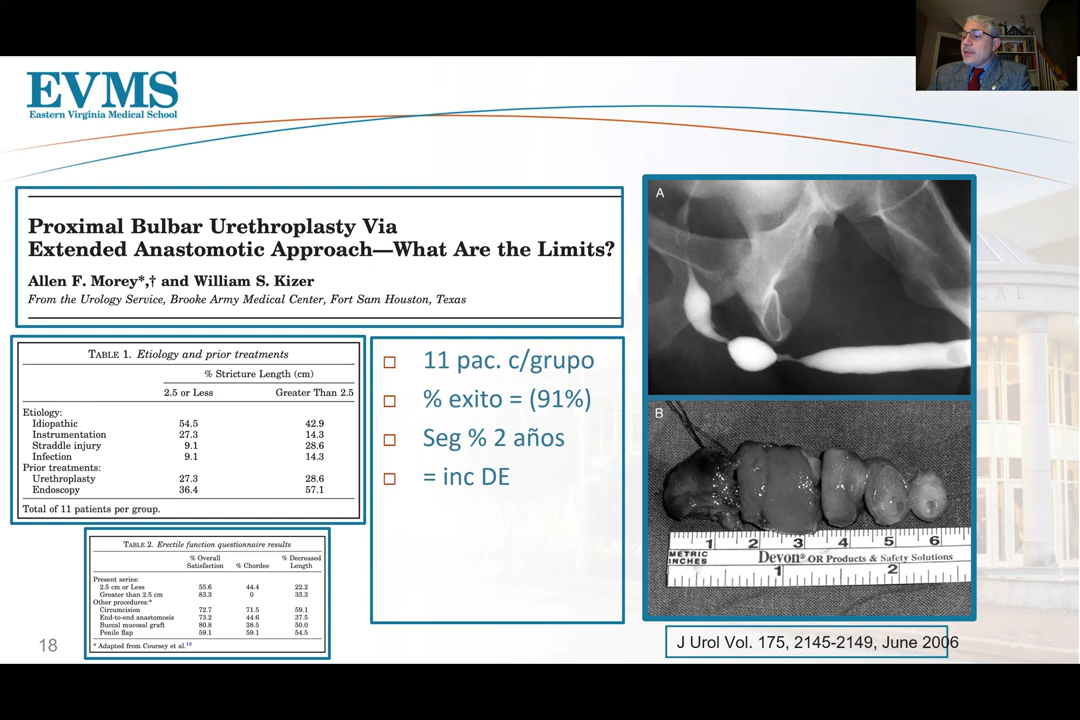 EVMS
Eastern Virginia Medical School
Proximal Bulbar Urethroplasty Via
Extended Anastomotic Approach—What Are the Limits?
Allen F. Morey*,† and William S. Kizer
From the Urology Service, Brooke Army Medical Center, Fort Sam Houston, Texas
TABLE 1. Etiology and prior treatments
% Stricture Length (cm)
2.5 or Less Greater Than 2.5
Etiology:
Idiopathic 54.5 42.9
Instrumentation 27.3 14.3
Straddle injury 9.1 28.6
Infection 9.1 14.3
Prior treatments:
Urethroplasty 27.3 28.6
Endoscopy 36.4 57.1
Total of 11 patients per group.
11 pac. c/grupo
% exito = (91%)
Seg % 2 años
= inc DE
TABLE 2. Erectile function questionnaire results
% Overall Satisfaction % Chordee % Decreased Length
Present series:
2.5 cm or Less 55.6 44.4 22.2
Greater than 2.5 cm 83.3 0 33.3
Other procedures:*
Circumcision 72.7 71.5 59.1
End-to-end anastomosis 73.2 44.6 37.5
Buccal mucosal graft 80.8 38.5 50.0
Penile flap 59.1 59.1 54.5
* Adapted from Coursey et al.¹⁸
A
B
1 2 3 4 5 6
METRIC
INCHES
Devon® OR Products & Safety Solutions
1 2
J Urol Vol. 175, 2145-2149, June 2006
18